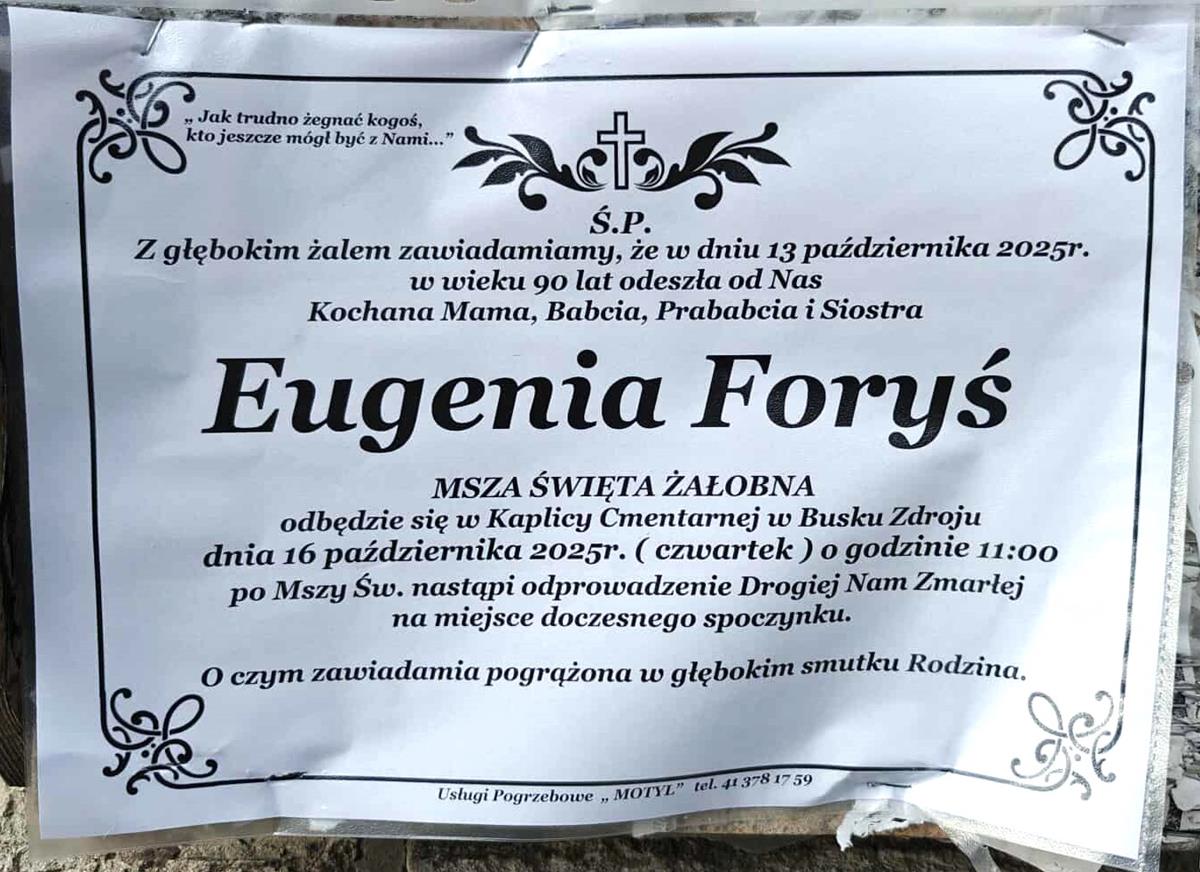 „ Jak trudno żegnać kogoś,
kto jeszcze mógł być z Nami...”
Ś.P.
Z głębokim żalem zawiadamiamy, że w dniu 13 października 2025r.
w wieku 90 lat odeszła od Nas
Kochana Mama, Babcia, Prababcia i Siostra
Eugenia Foryś
MSZA ŚWIĘTA ŻAŁOBNA
odbędzie się w Kaplicy Cmentarnej w Busku Zdroju
dnia 16 października 2025r. ( czwartek ) o godzinie 11:00
po Mszy Św. nastąpi odprowadzenie Drogiej Nam Zmarłej
na miejsce doczesnego spoczynku.
O czym zawiadamia pogrążona w głębokim smutku Rodzina.
Usługi Pogrzebowe „ MOTYL” tel. 41 378 17 59